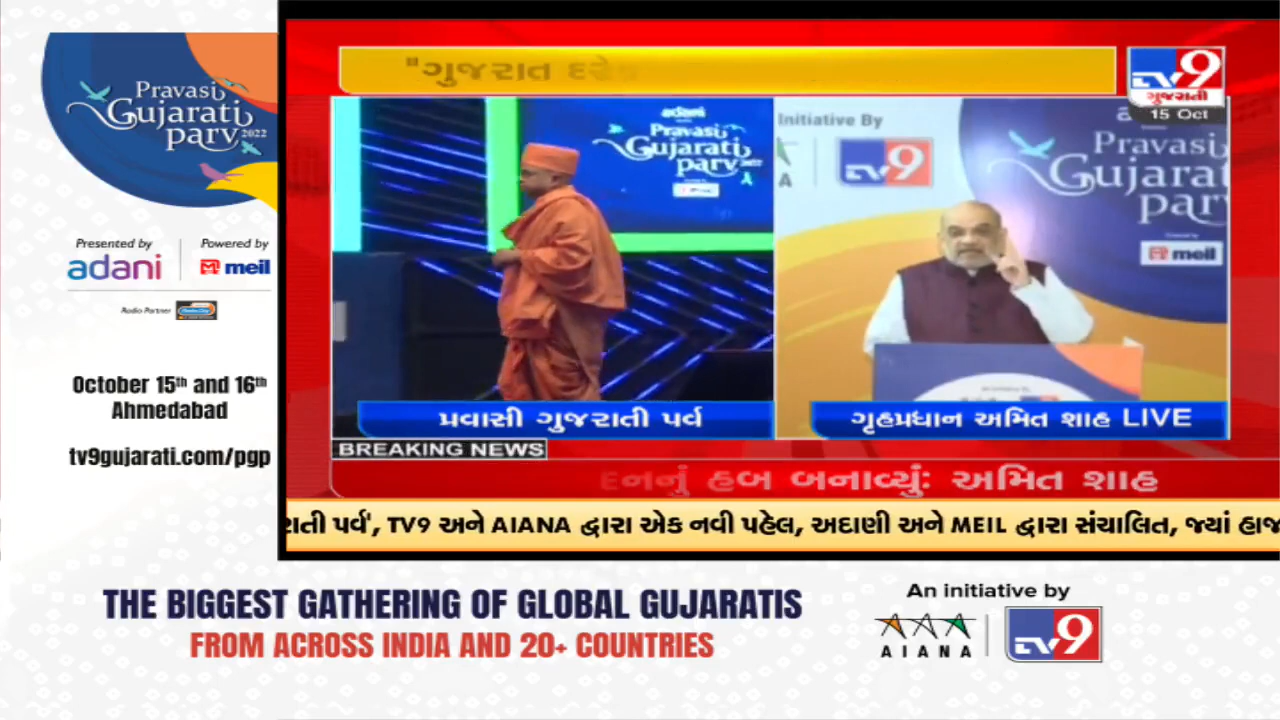 Pravasi
Gujarati
parv 2022
Presented by
adani
Powered by
meil
Radio Partner
October 15th and 16th
Ahmedabad
tv9gujarati.com/pgp
"ગુજરાત દરેક
TV9
ગુજરાતી
15 Oct
adani
Pravasi
Gujarati
parv
Initiative By
TV9
Pravasi
Gujarat
par
meil
પ્રવાસી ગુજરાતી પર્વ
ગૃહપ્રધાન અમિત શાહ LIVE
BREAKING NEWS
દનનું હબ બનાવ્યું: અમિત શાહ
રાતી પર્વ', TV9 અને AIANA દ્વારા એક નવી પહેલ, અદાણી અને MEIL દ્વારા સંચાલિત, જ્યાં હાજ
THE BIGGEST GATHERING OF GLOBAL GUJARATIS
FROM ACROSS INDIA AND 20+ COUNTRIES
An initiative by
AIANA
TV9